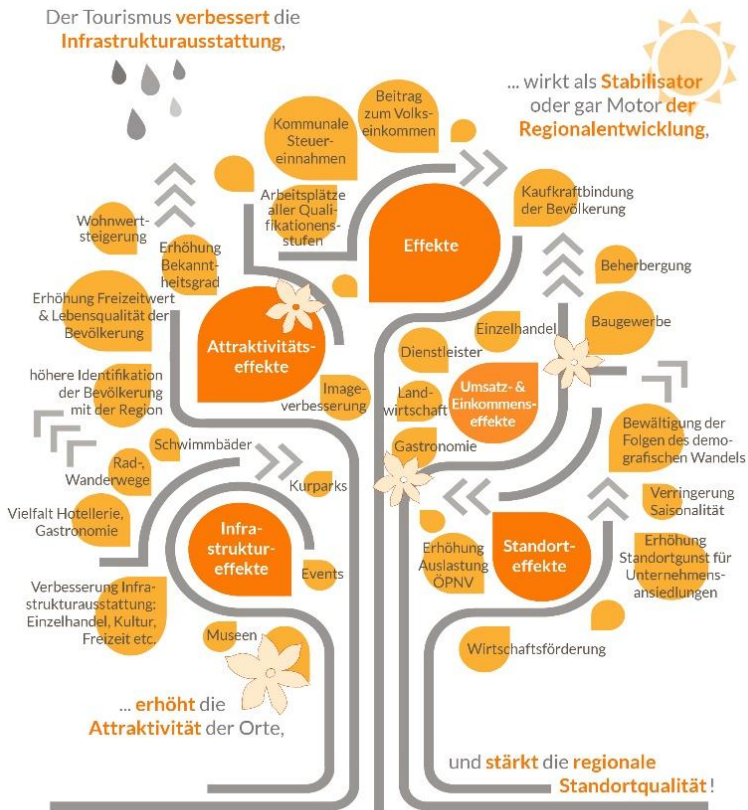 Der Tourismus verbessert die
Infrastrukturausstattung,
... wirkt als Stabilisator
oder gar Motor der
Regionalentwicklung,
Beitrag
zum Volks-
einkommen
Kommunale
Steuer-
einnahmen
Arbeitsplätze
aller Quali-
fikationens-
stufen
Effekte
Kaufkraftbindung
der Bevölkerung
Wohnwert-
steigerung
Erhöhung
Bekannt-
heitsgrad
Erhöhung Freizeitwert
& Lebensqualität der
Bevölkerung
Attraktivitäts-
effekte
höhere Identifikation
der Bevölkerung
mit der Region
Image-
verbesserung
Beherbergung
Einzelhandel
Baugewerbe
Dienstleister
Land-
wirtschaft
Umsatz- &
Einkommens-
effekte
Gastronomie
Bewältigung der
Folgen des demo-
grafischen Wandels
Schwimmbäder
Rad-,
Wanderwege
Kurparks
Vielfalt Hotellerie,
Gastronomie
Infra-
struktur-
effekte
Events
Verbesserung Infra-
strukturausstattung:
Einzelhandel, Kultur,
Freizeit etc.
Museen
Verringerung
Saisonalität
Erhöhung
Auslastung
ÖPNV
Standort-
effekte
Erhöhung
Standortgunst für
Unternehmens-
ansiedlungen
Wirtschaftsförderung
... erhöht die
Attraktivität der Orte,
und stärkt die regionale
Standortqualität!